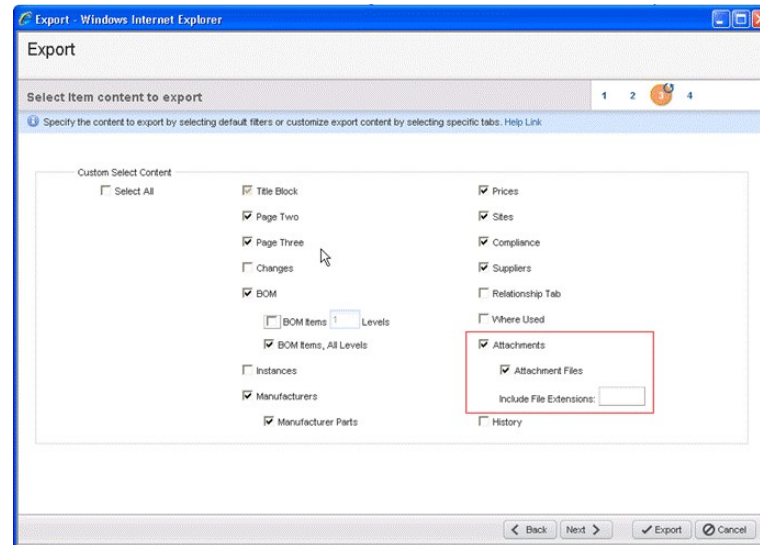 Export - Windows Internet Explorer
Export
Select Item content to export
1 2 3 4
Specify the content to export by selecting default filters or customize export content by selecting specific tabs. Help Link
Custom Select Content
Select All
Title Block
Prices
Page Two
Sites
Page Three
Compliance
Changes
Suppliers
BOM
Relationship Tab
BOM Items 1 Levels
Where Used
BOM Items, All Levels
Attachments
Instances
Attachment Files
Manufacturers
Include File Extensions:
Manufacturer Parts
History
Back Next Export Cancel